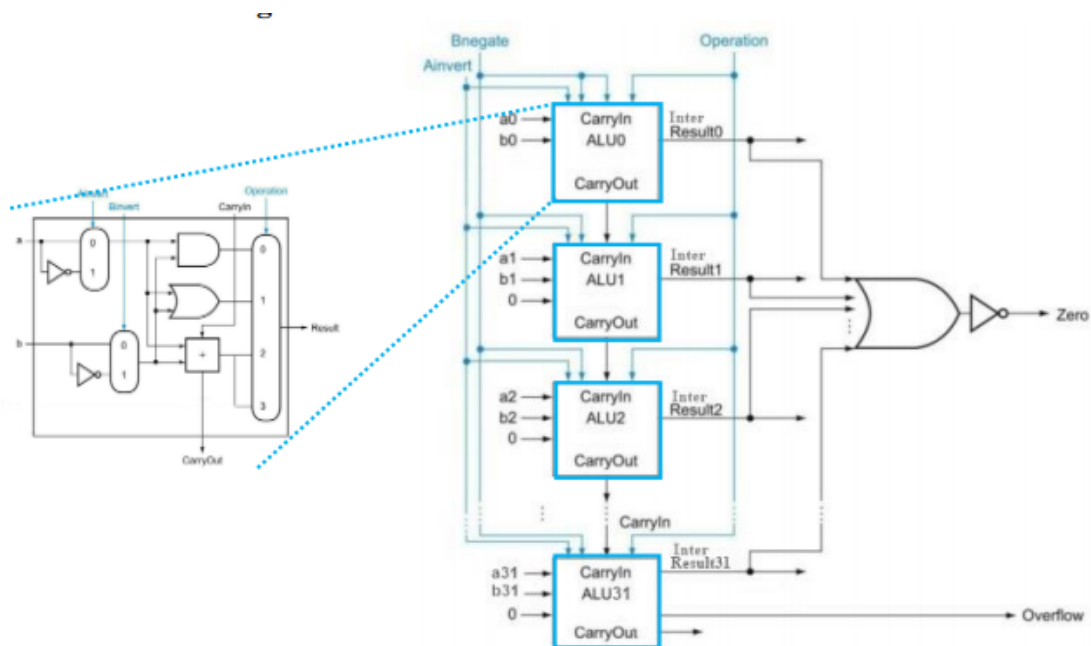 g
Bnegate
Operation
Ainvert
a0
b0
CarryIn
ALU0
CarryOut
Inter
Result0
Ainvert
Binvert
CarryIn
Operation
a
0
1
b
0
1
+
0
1
2
3
Result
CarryOut
a1
b1
0
CarryIn
ALU1
CarryOut
Inter
Result1
Zero
a2
b2
0
CarryIn
ALU2
CarryOut
Inter
Result2
CarryIn
a31
b31
0
CarryIn
ALU31
CarryOut
Inter
Result31
Overflow